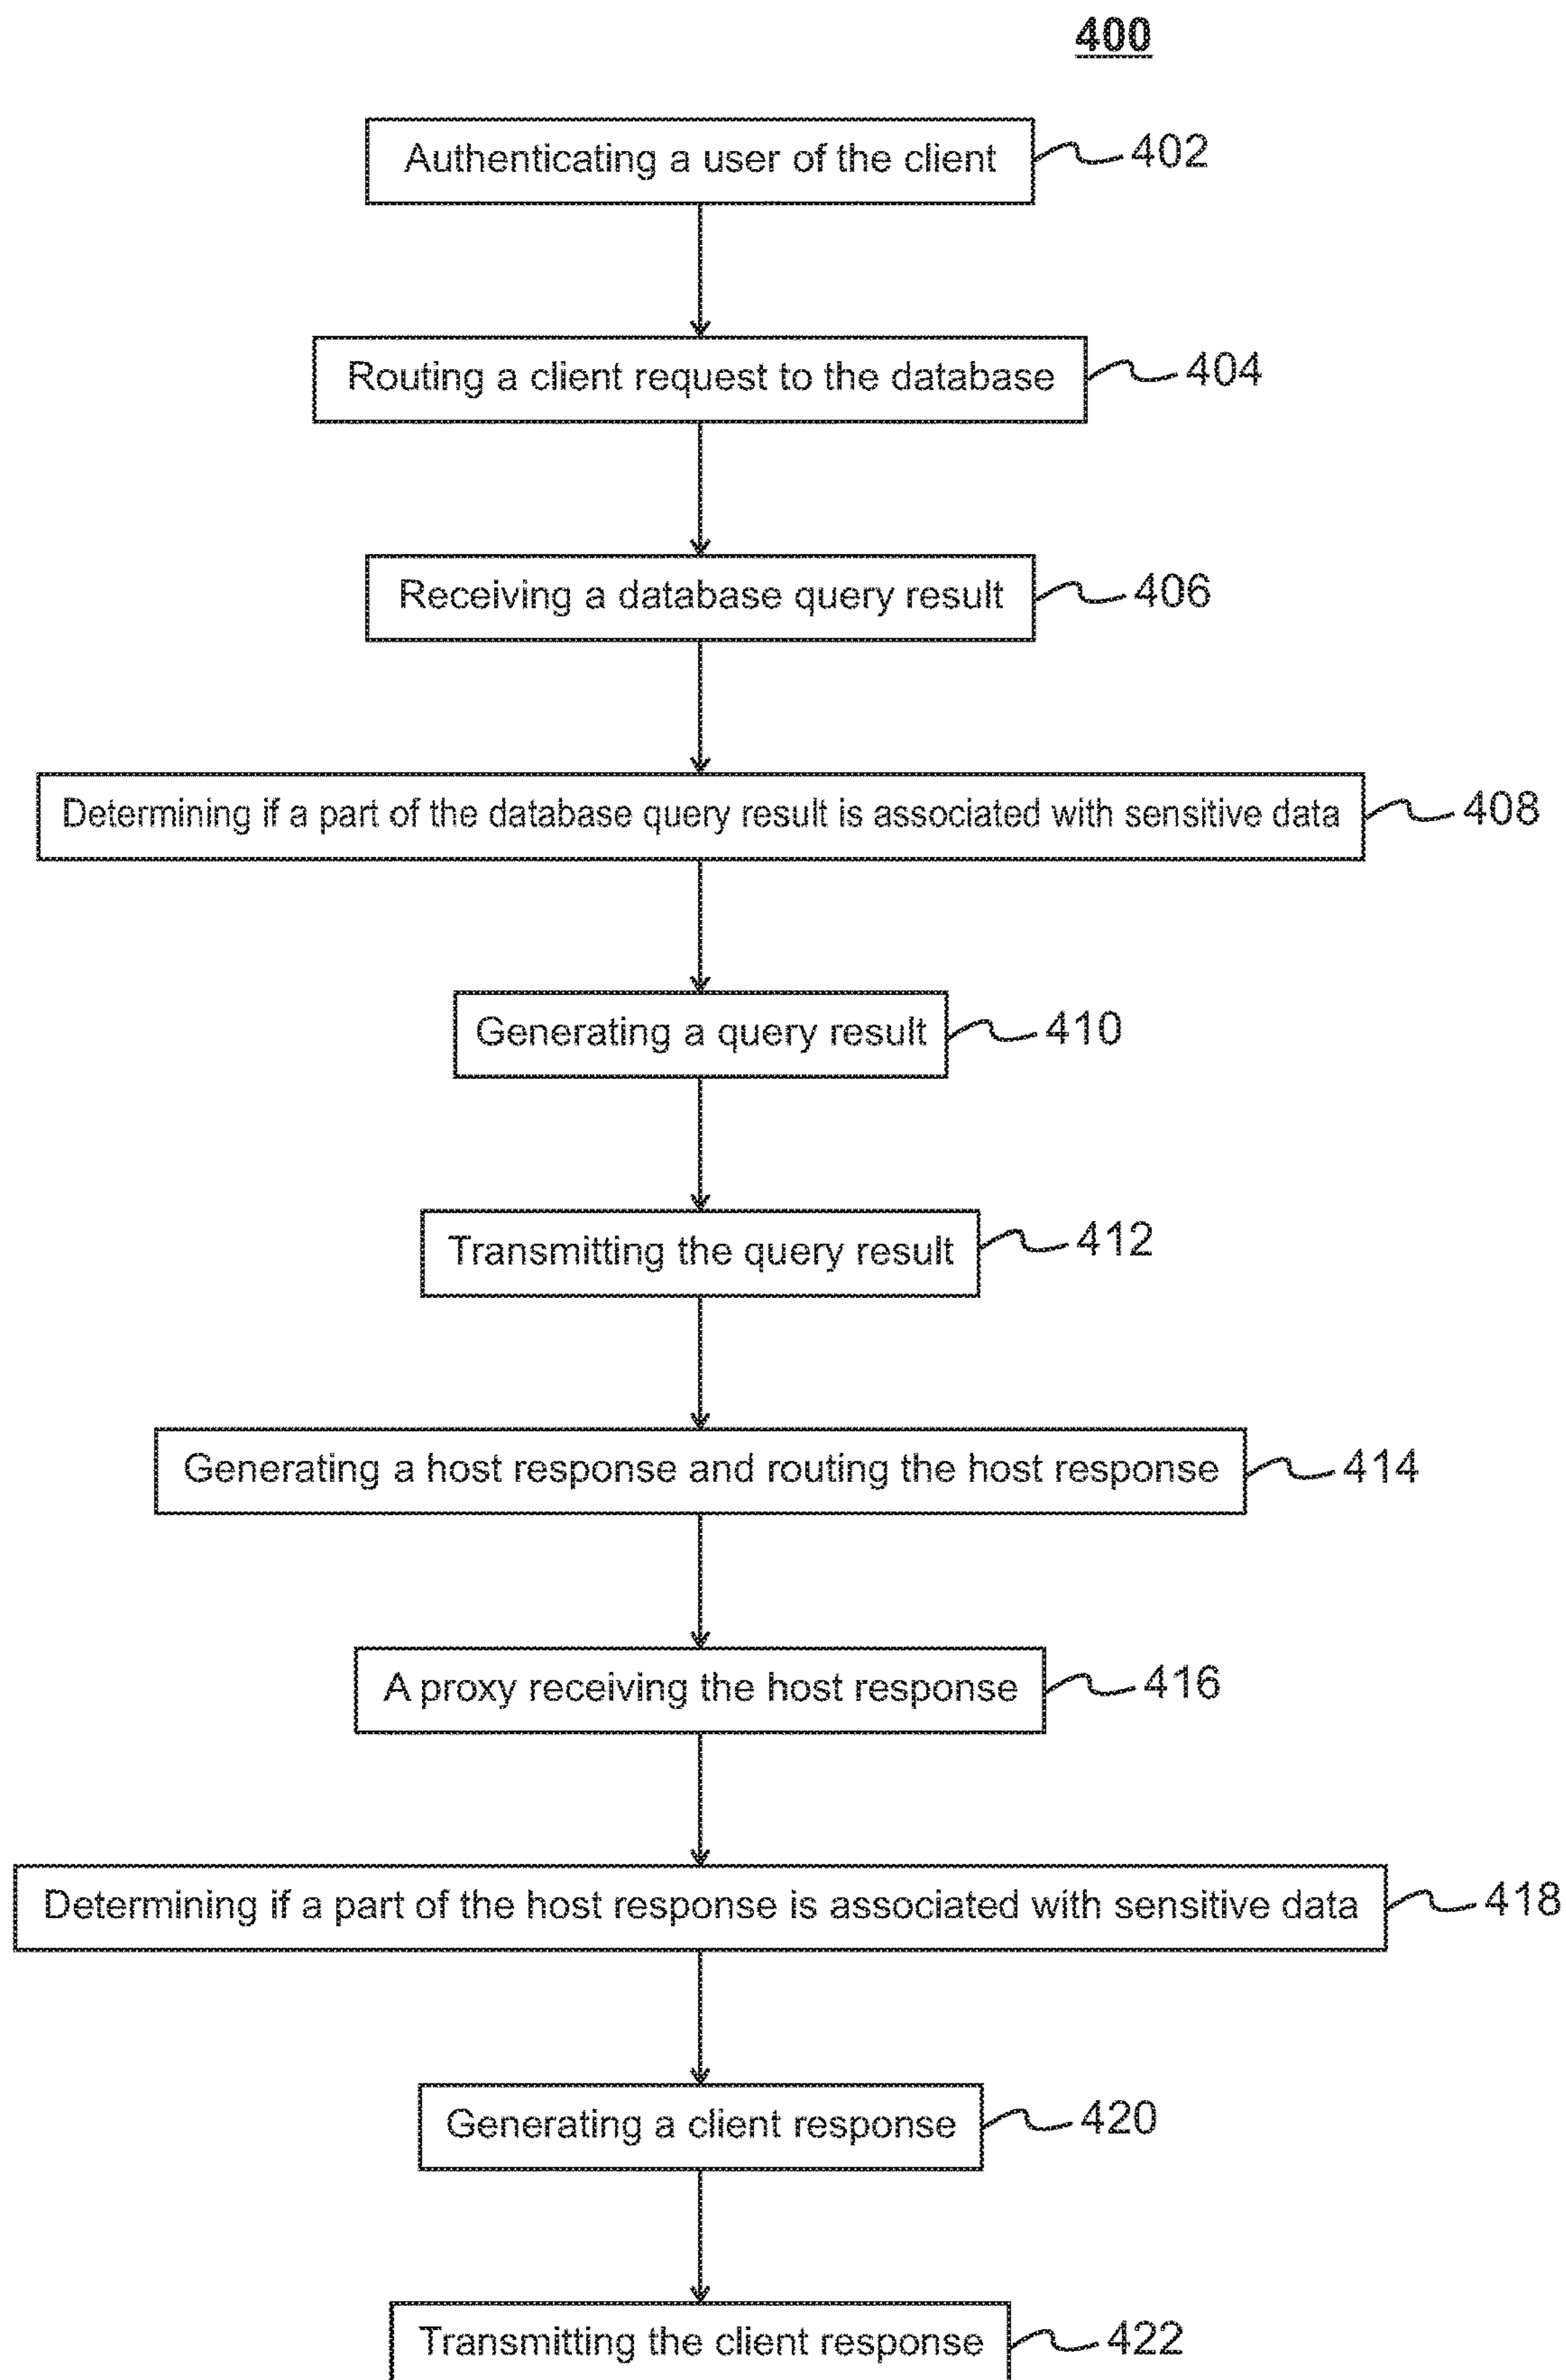 400
Authenticating a user of the client 402
Routing a client request to the database 404
Receiving a database query result 406
Determining if a part of the database query result is associated with sensitive data 408
Generating a query result 410
Transmitting the query result 412
Generating a host response and routing the host response 414
A proxy receiving the host response 416
Determining if a part of the host response is associated with sensitive data 418
Generating a client response 420
Transmitting the client response 422